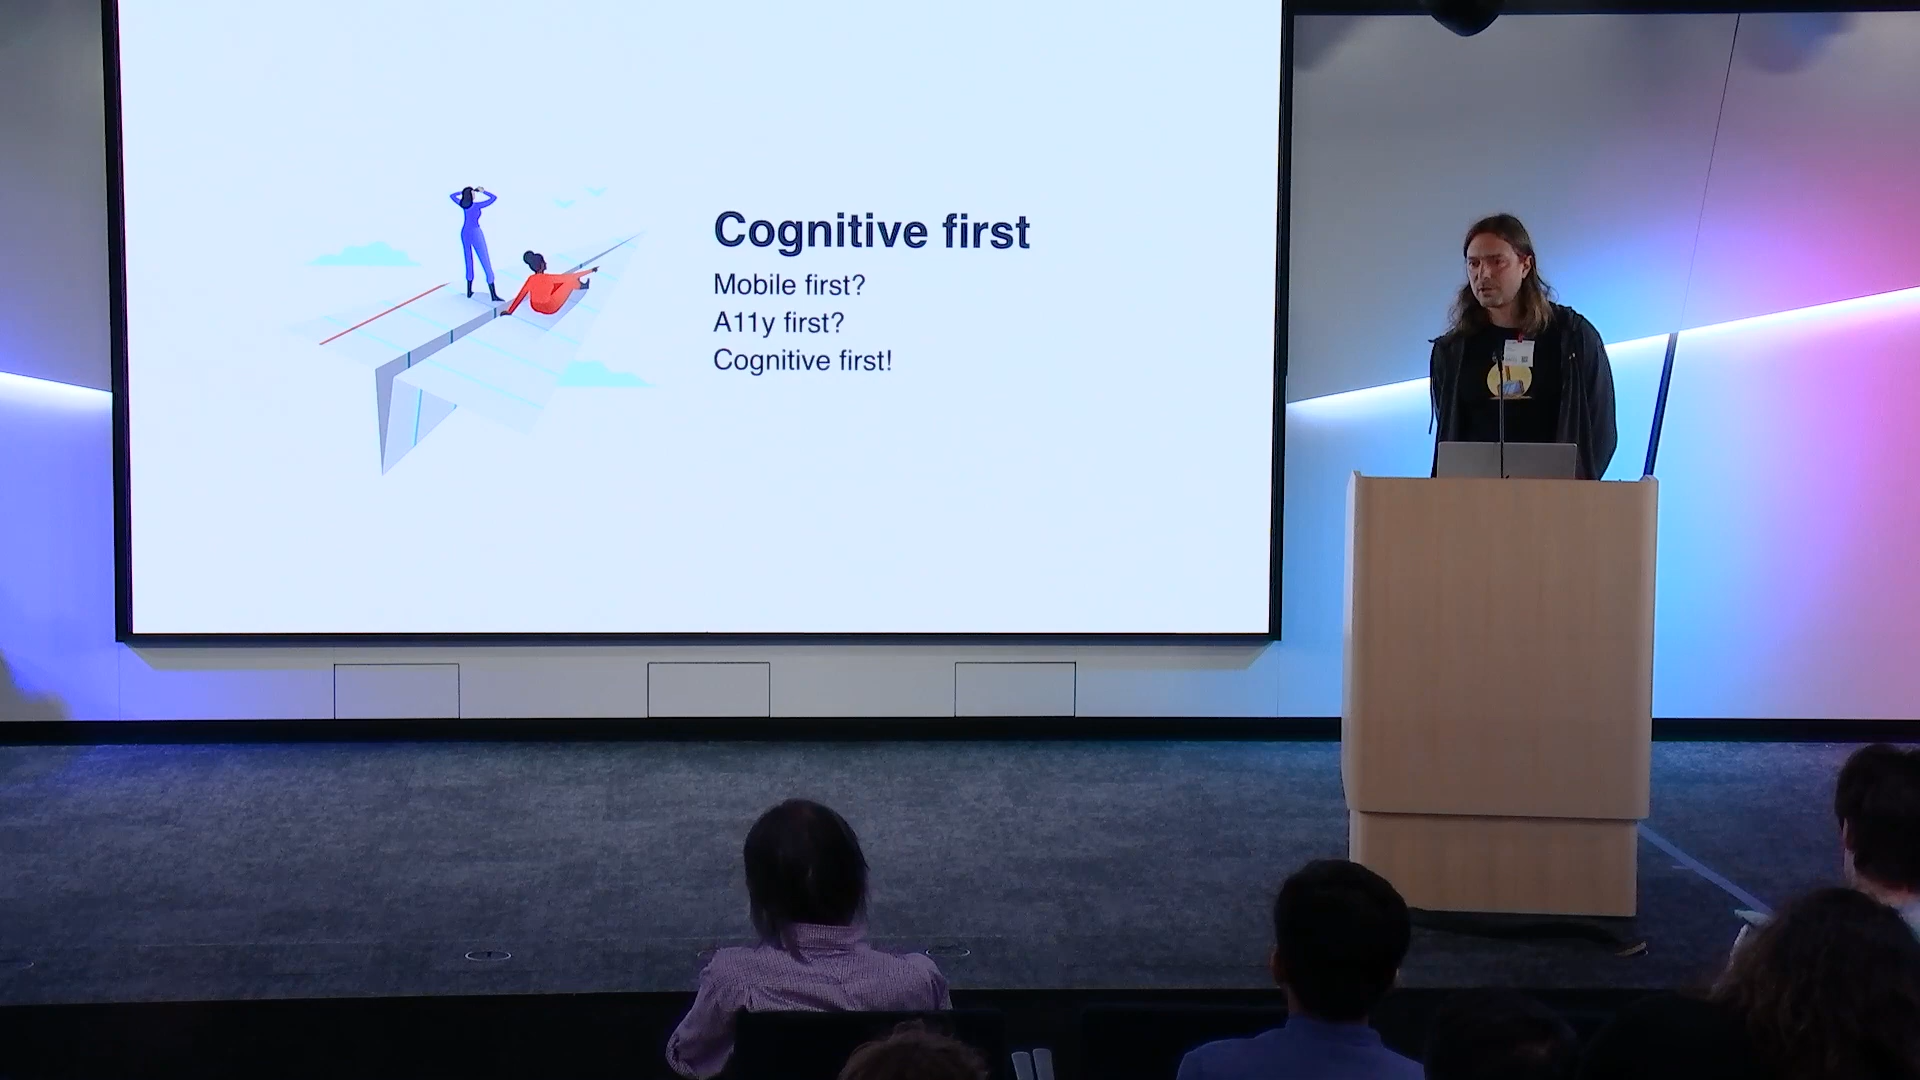 Cognitive first
Mobile first?
A11y first?
Cognitive first!